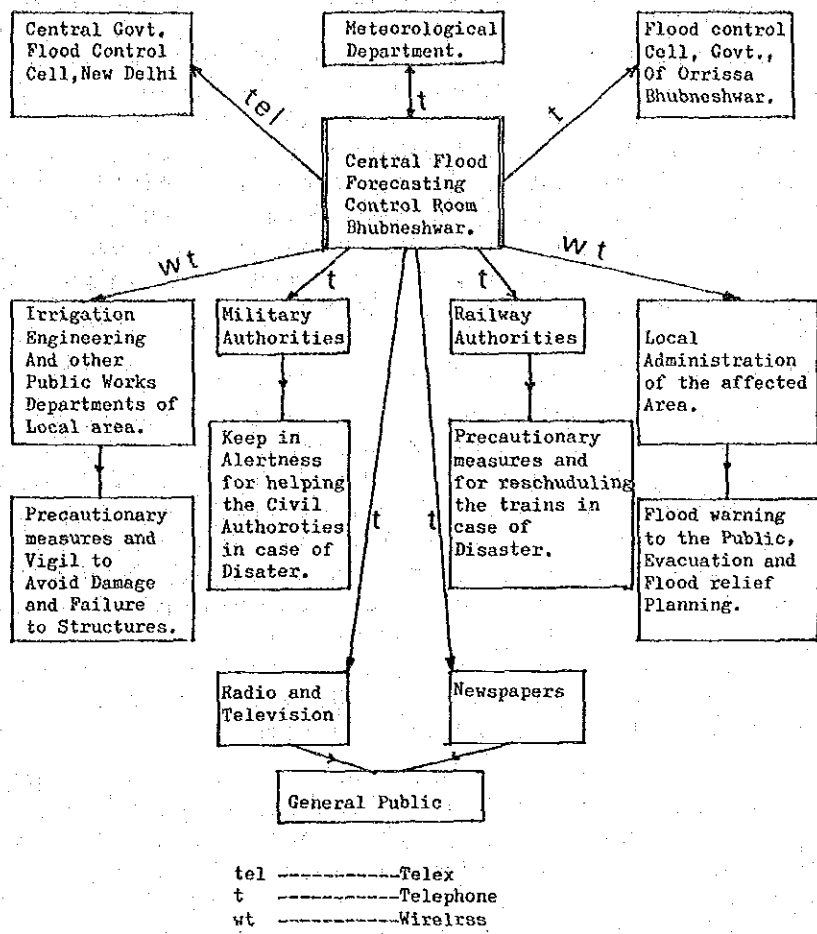 Central Govt.
Flood Control
Cell,New Delhi
Meteorological
Department.
Flood control
Cell, Govt.,
Of Orrissa
Bhubneshwar.
tel
t
t
Central Flood
Forecasting
Control Room
Bhubneshwar.
wt
t
t
wt
Irrigation
Engineering
And other
Public Works
Departments of
Local area.
Military
Authorities
Railway
Authorities
Local
Administration
of the affected
Area.
Precautionary
measures and
Vigil to
Avoid Damage
and Failure
to Structures.
Keep in
Alertness
for helping
the Civil
Authoroties
in case of
Disater.
t
t
Precautionary
measures and
for reschuduling
the trains in
case of
Disaster.
Flood warning
to the Public,
Evacuation and
Flood relief
Planning.
Radio and
Television
Newspapers
General Public
tel -----------Telex
t -----------Telephone
wt -----------Wirelrss